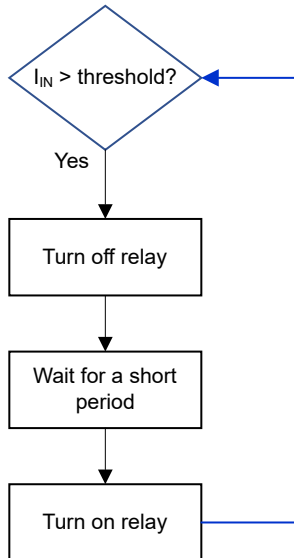 I_IN > threshold?
Yes
Turn off relay
Wait for a short
period
Turn on relay